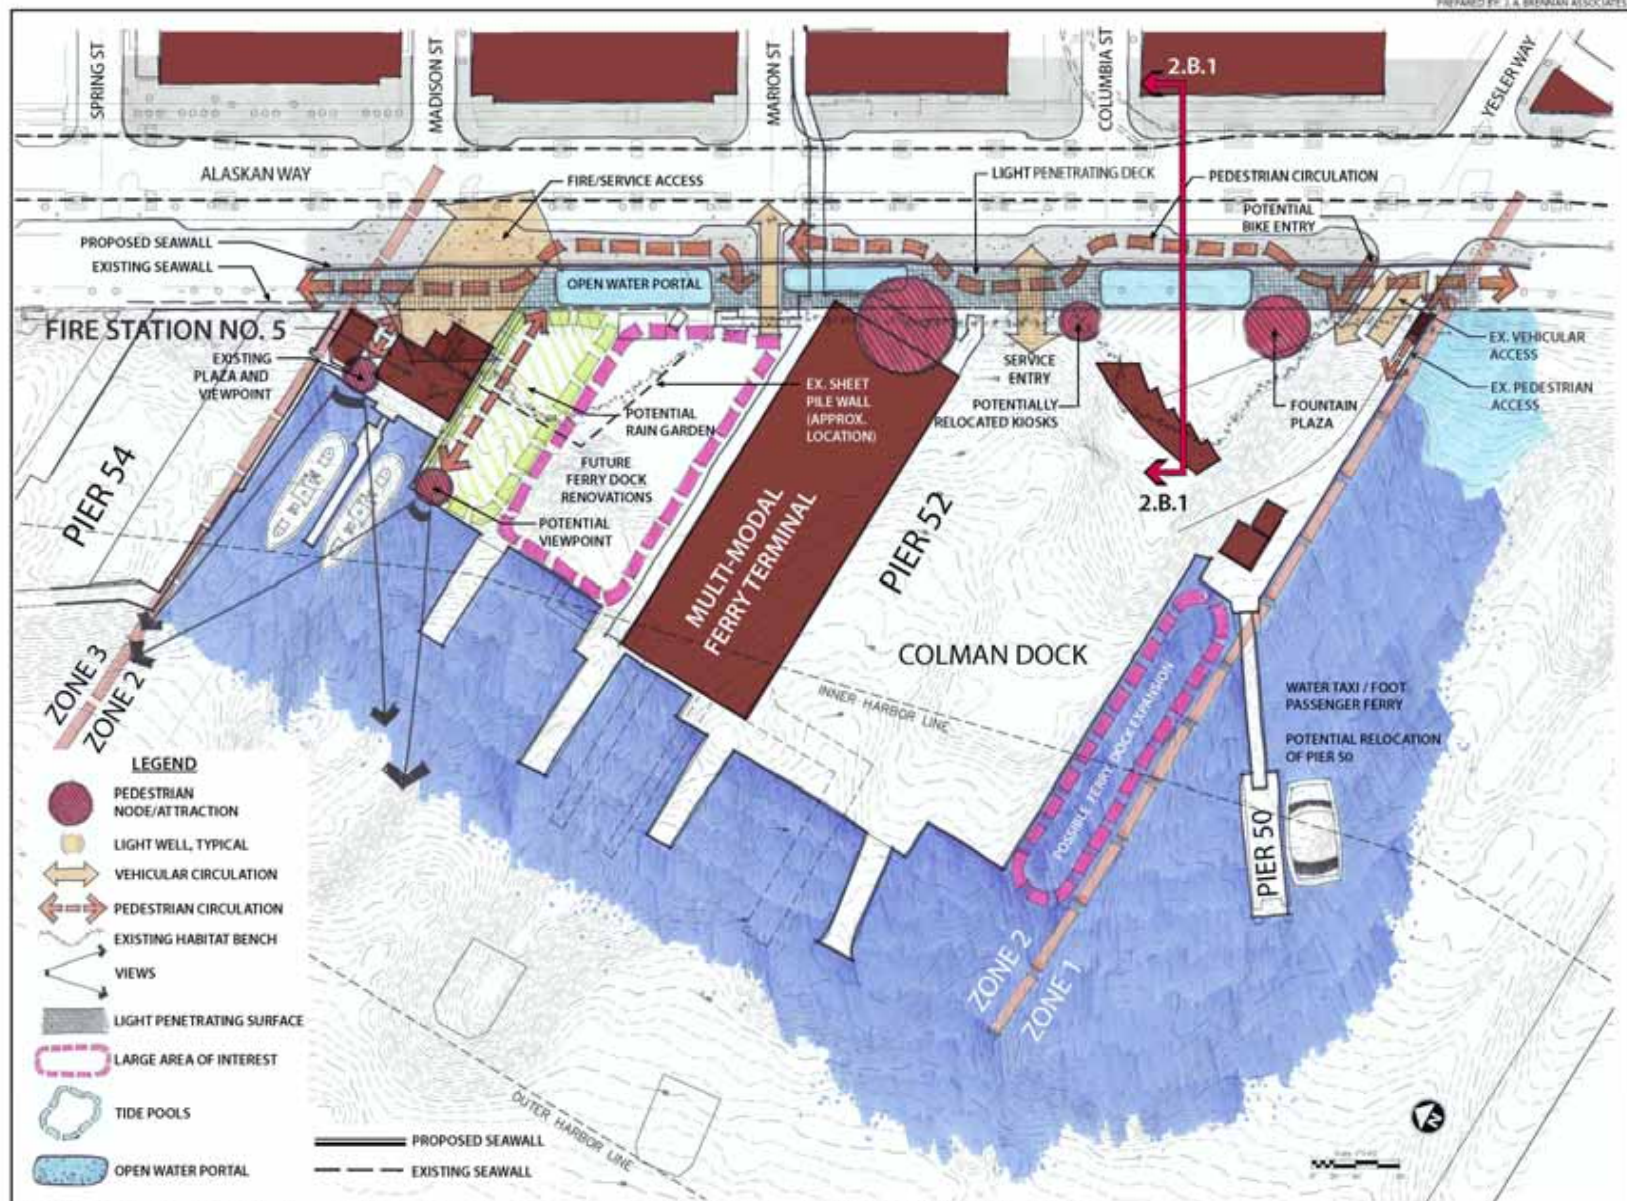 PREPARED BY: J. A. BRENNAN ASSOCIATES
SPRING ST
MADISON ST
MARION ST
COLUMBIA ST
YESLER WAY
2.B.1
ALASKAN WAY
FIRE/SERVICE ACCESS
LIGHT PENETRATING DECK
PEDESTRIAN CIRCULATION
POTENTIAL
BIKE ENTRY
PROPOSED SEAWALL
EXISTING SEAWALL
OPEN WATER PORTAL
FIRE STATION NO. 5
EXISTING
PLAZA AND
VIEWPOINT
EX. VEHICULAR
ACCESS
EX. PEDESTRIAN
ACCESS
SERVICE
ENTRY
POTENTIALLY
RELOCATED KIOSKS
FOUNTAIN
PLAZA
EX. SHEET
PILE WALL
(APPROX.
LOCATION)
POTENTIAL
RAIN GARDEN
FUTURE
FERRY DOCK
RENOVATIONS
POTENTIAL
VIEWPOINT
PIER 54
MULTI-MODAL
FERRY TERMINAL
PIER 52
2.B.1
COLMAN DOCK
INNER HARBOR LINE
POSSIBLE FERRY DOCK EXPANSION
WATER TAXI / FOOT
PASSENGER FERRY
POTENTIAL RELOCATION
OF PIER 50
PIER 50
ZONE 3
ZONE 2
ZONE 2
ZONE 1
OUTER HARBOR LINE
LEGEND
PEDESTRIAN
NODE/ATTRACTION
LIGHT WELL, TYPICAL
VEHICULAR CIRCULATION
PEDESTRIAN CIRCULATION
EXISTING HABITAT BENCH
VIEWS
LIGHT PENETRATING SURFACE
LARGE AREA OF INTEREST
TIDE POOLS
OPEN WATER PORTAL
PROPOSED SEAWALL
EXISTING SEAWALL
N